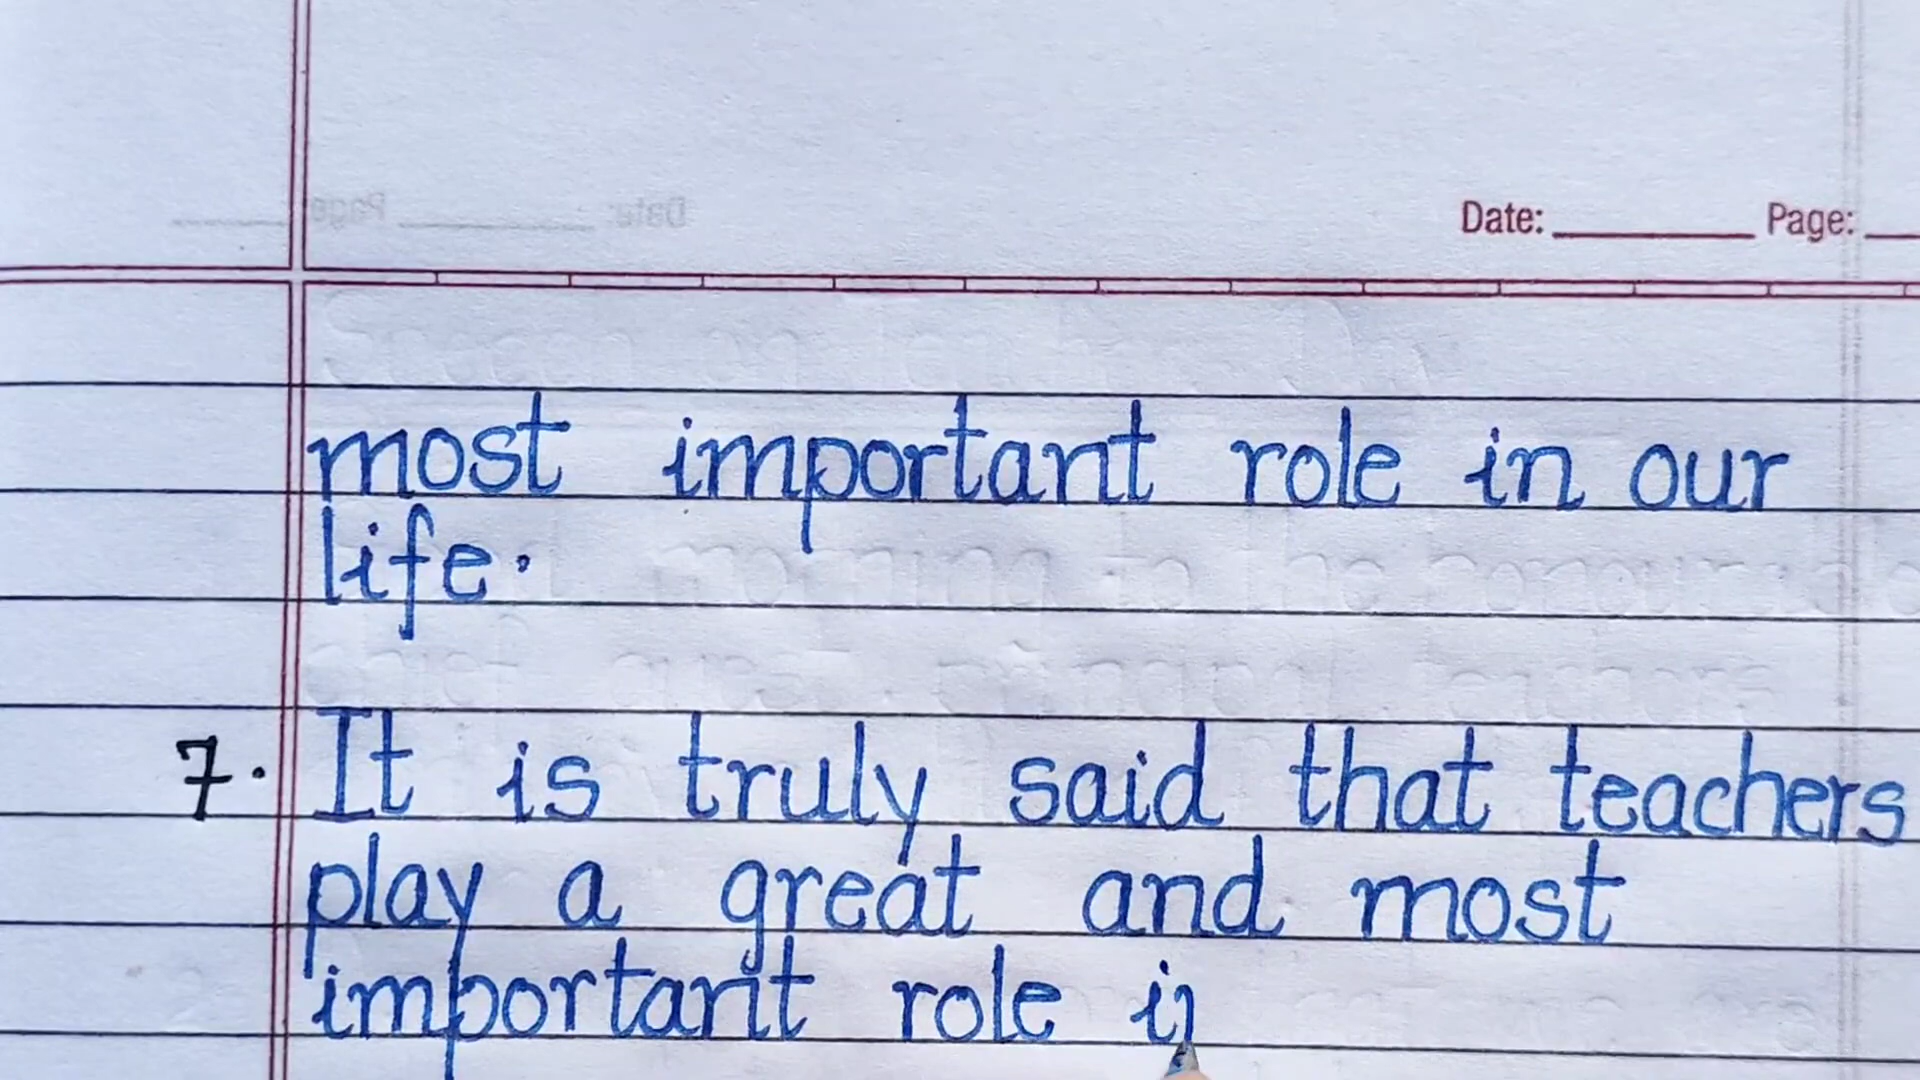 Date: Page:
most important role in our
life.
7. It is truly said that teachers
play a great and most
important role